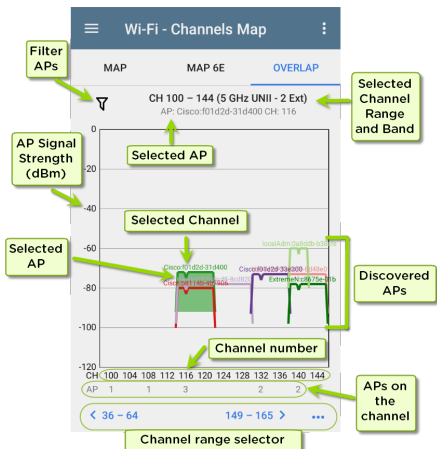 Wi-Fi - Channels Map
Filter
APs
MAP
MAP 6E
OVERLAP
CH 100 – 144 (5 GHz UNII - 2 Ext)
AP: Cisco:f01d2d-31d400 CH: 116
Selected
Channel
Range
and Band
0
Selected AP
AP Signal
Strength
(dBm)
-40
Selected Channel
Selected
AP
-60
Cisco:f01d2d-31d400
Cisco:f01d2d-33e200
-80
Discovered
APs
-100
Channel number
-120
CH 100 104 108 112 116 120 124 128 132 136 140 144
AP 1 1 3 2 2
APs on
the
channel
< 36 – 64
149 – 165 >
Channel range selector